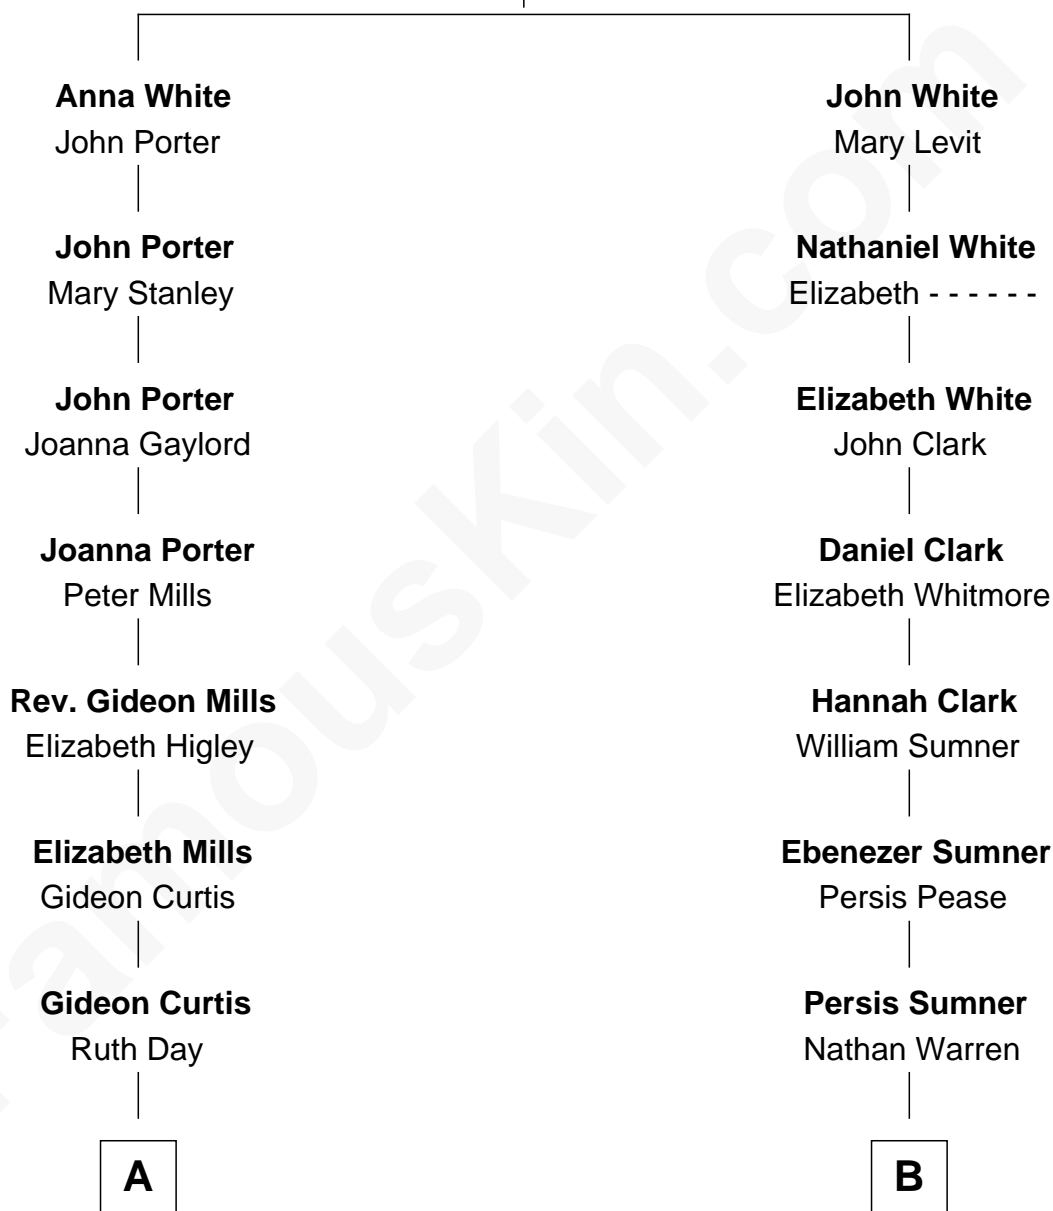 Anna White
John Porter
John Porter
Mary Stanley
John Porter
Joanna Gaylord
Joanna Porter
Peter Mills
Rev. Gideon Mills
Elizabeth Higley
Elizabeth Mills
Gideon Curtis
Gideon Curtis
Ruth Day
A
John White
Mary Levit
Nathaniel White
Elizabeth - - - - - -
Elizabeth White
John Clark
Daniel Clark
Elizabeth Whitmore
Hannah Clark
William Sumner
Ebenezer Sumner
Persis Pease
Persis Sumner
Nathan Warren
B
FamousKin.com